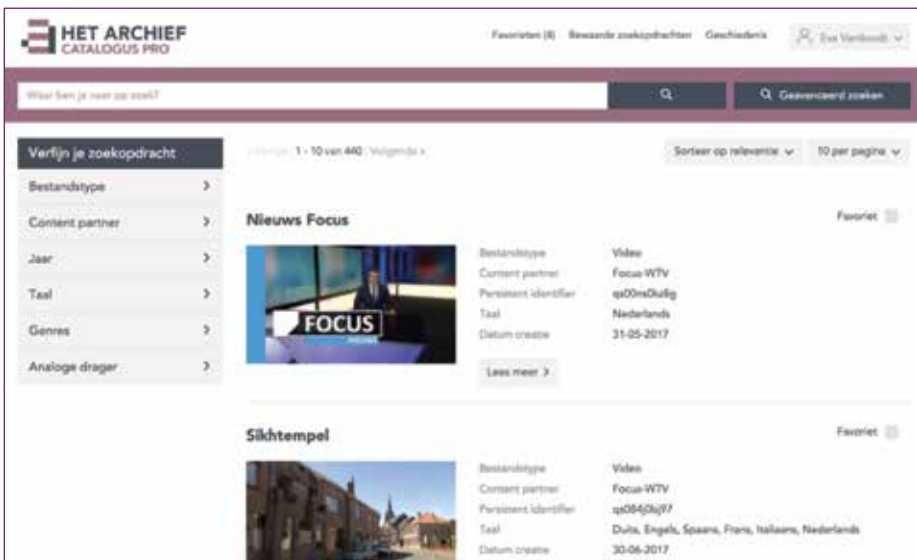 HET ARCHIEF
CATALOGUS PRO
Favorieten (8) Bewaarde zoekopdrachten Geschiedenis Eva
Waar ben je naar op zoek?
Geavanceerd zoeken
Verfijn je zoekopdracht
1 - 10 van 440 Volgende »
Sorteer op relevantie 10 per pagina
Bestandstype
Content partner
Jaar
Taal
Genres
Analoge drager
Nieuws Focus
Favoriet
FOCUS
NIEUWS
Bestandstype Video
Content partner Focus-WTV
Persistent identifier
Taal Nederlands
Datum creatie 31-05-2017
Lees meer
Sikhtempel
Favoriet
Bestandstype Video
Content partner Focus-WTV
Persistent identifier
Taal Duits, Engels, Spaans, Frans, Italiaans, Nederlands
Datum creatie 30-06-2017